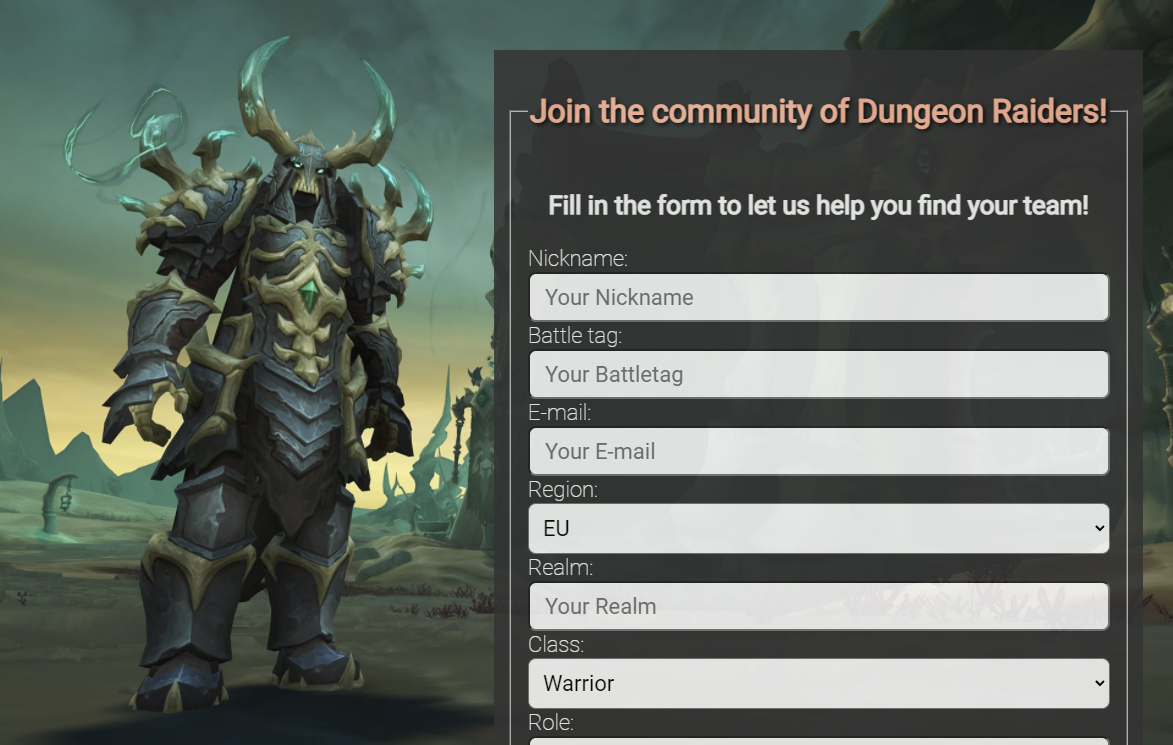 Join the community of Dungeon Raiders!
Fill in the form to let us help you find your team!
Nickname:
Your Nickname
Battle tag:
Your Battletag
E-mail:
Your E-mail
Region:
EU
Realm:
Your Realm
Class:
Warrior
Role: